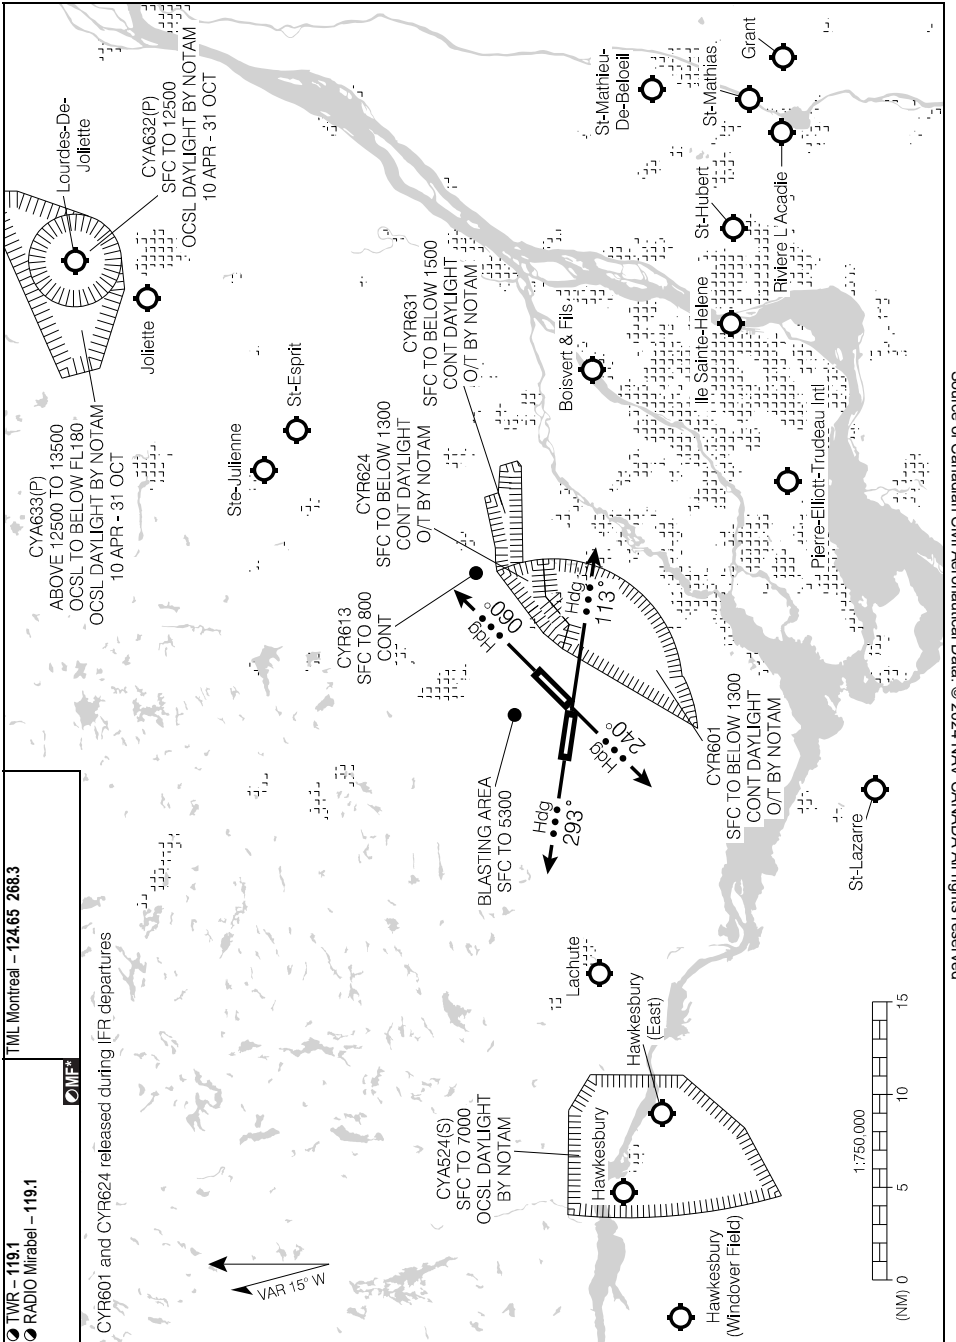 TWR – 119.1
RADIO Mirabel – 119.1
MF*
TML Montreal – 124.65 268.3
CYR601 and CYR624 released during IFR departures
VAR 15° W
CYA633(P)
ABOVE 12500 TO 13500
OCSL TO BELOW FL180
OCSL DAYLIGHT BY NOTAM
10 APR - 31 OCT
Lourdes-De-
Joliette
CYA632(P)
SFC TO 12500
OCSL DAYLIGHT BY NOTAM
10 APR - 31 OCT
Joliette
Ste-Julienne
St-Esprit
CYR613
SFC TO 800
CONT
CYR624
SFC TO BELOW 1300
CONT DAYLIGHT
O/T BY NOTAM
CYR631
SFC TO BELOW 1500
CONT DAYLIGHT
O/T BY NOTAM
BLASTING AREA
SFC TO 5300
Hdg
060°
Hdg
113°
Hdg
240°
Hdg
293°
CYR601
SFC TO BELOW 1300
CONT DAYLIGHT
O/T BY NOTAM
Boisvert & Fils
St-Mathieu-
De-Beloeil
St-Mathias
Grant
St-Hubert
Riviere L'Acadie
Ile Sainte-Helene
Pierre-Elliott-Trudeau Intl
St-Lazarre
Lachute
CYA524(S)
SFC TO 7000
OCSL DAYLIGHT
BY NOTAM
Hawkesbury
Hawkesbury
(East)
Hawkesbury
(Windover Field)
1:750,000
(NM) 0 5 10 15
Source of Canadian Civil Aeronautical Data: © 2024 NAV CANADA All rights reserved